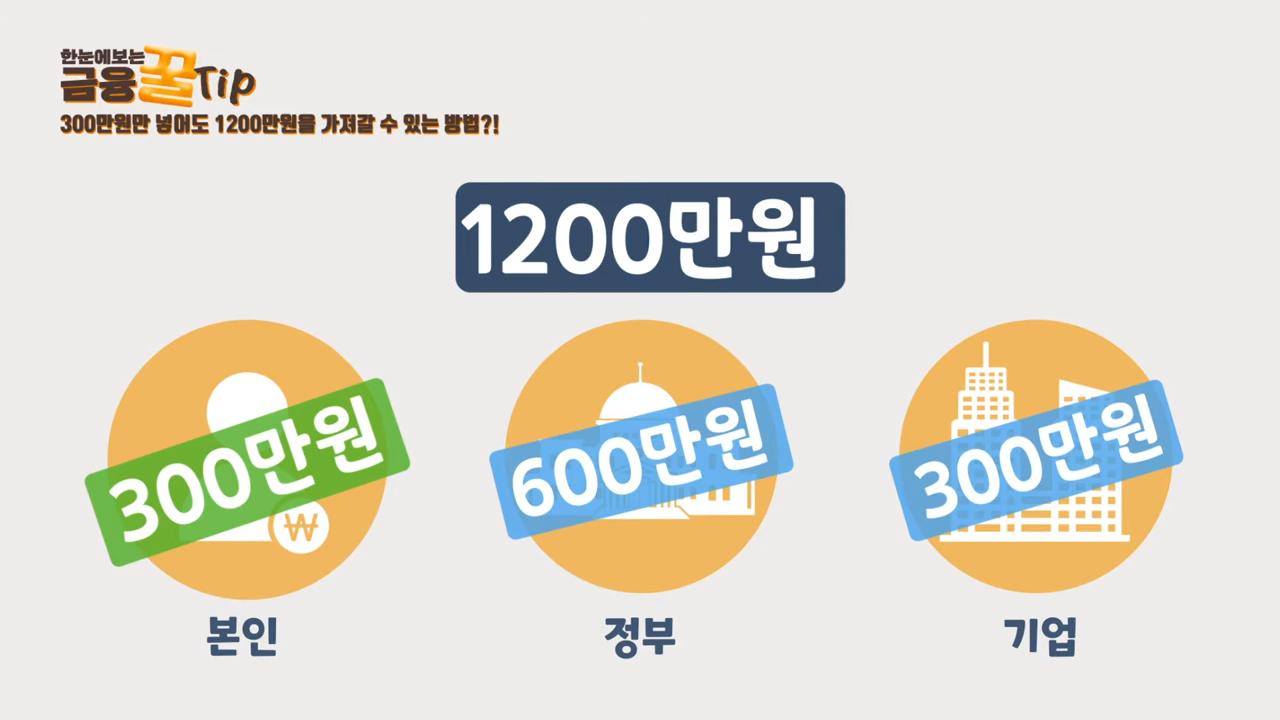 한눈에보는
금융꿀Tip
300만원만 넣어도 1200만원을 가져갈 수 있는 방법?!
1200만원
300만원
600만원
300만원
₩
본인
정부
기업